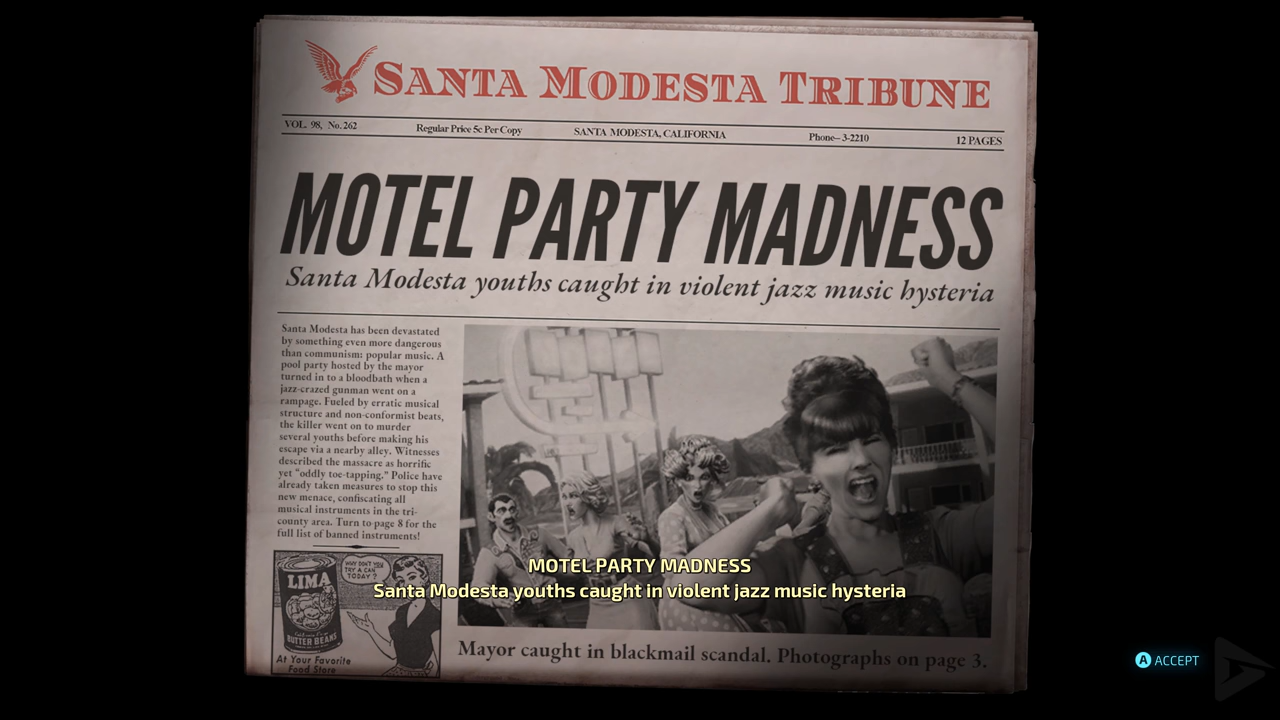 SANTA MODESTA TRIBUNE
VOL. 98, No. 262
Regular Price 5c Per Copy
SANTA MODESTA, CALIFORNIA
Phone–3-2210
12 PAGES
MOTEL PARTY MADNESS
Santa Modesta youths caught in violent jazz music hysteria
Santa Modesta has been devastated
by something even more dangerous
than communism: popular music. A
pool party hosted by the mayor
turned in to a bloodbath when a
jazz-crazed gunman went on a
rampage. Fueled by erratic musical
structure and non-conformist beats,
the killer went on to murder
several youths before making his
escape via a nearby alley. Witnesses
described the massacre as horrific
yet "oddly toe-tapping." Police have
already taken measures to stop this
new menace, confiscating all
musical instruments in the tri-
county area. Turn to page 8 for the
full list of banned instruments!
LIMA
BUTTER BEANS
WHY DON'T YOU
TRY A CAN
TODAY?
At Your Favorite
Food Store
Mayor caught in blackmail scandal. Photographs on page 3.
MOTEL PARTY MADNESS
Santa Modesta youths caught in violent jazz music hysteria
A ACCEPT